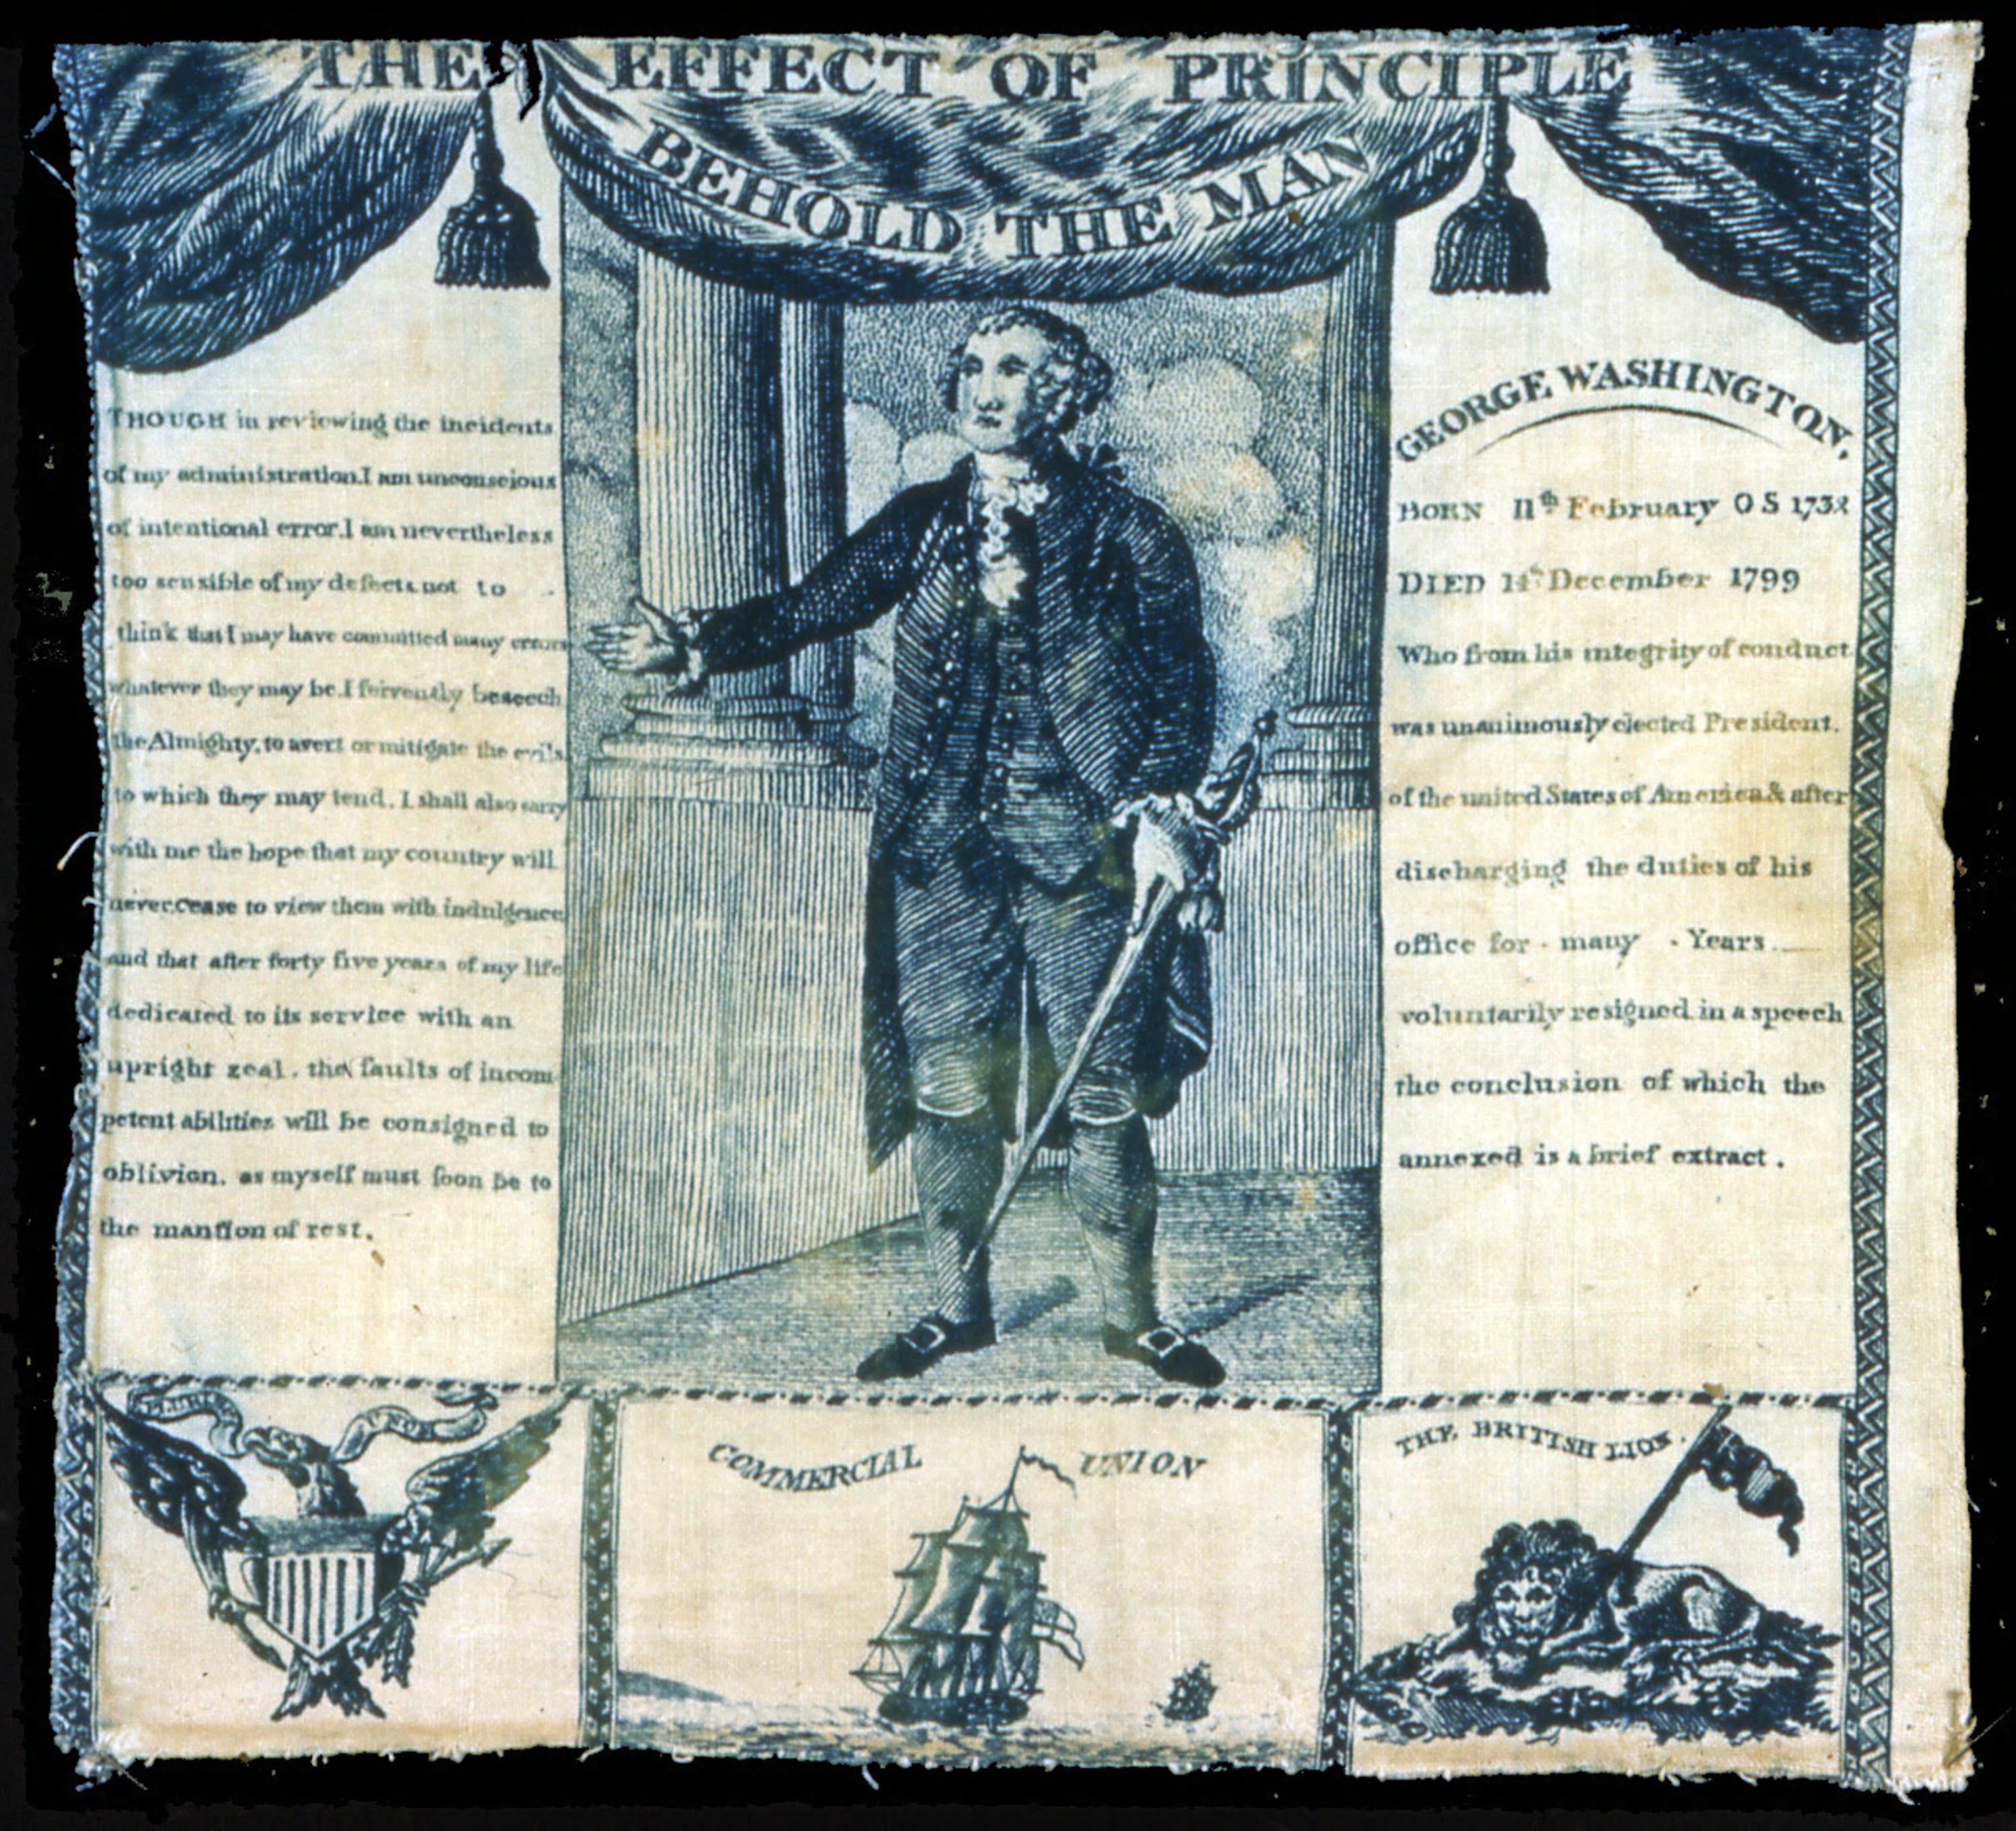 THE EFFECT OF PRINCIPLE
BEHOLD THE MAN
THOUGH in reviewing the incidents
of my administration.I am unconscious
of intentional error.I am nevertheless
too sensible of my defects not to
think that I may have committed many errors
whatever they may be.I fervently beseech
the Almighty.to avert or mitigate the evils
to which they may tend. I shall also carry
with me the hope that my country will
never.cease to view them with indulgence
and that after forty five years of my life
dedicated to its service with an
upright zeal. the faults of incom
petent abilities will be consigned to
oblivion. as myself must ſoon be to
the manſſon of rest.
GEORGE WASHINGTON,
BORN 11th February O S 1732
DIED 14th December 1799
Who from his integrity of conduct
was unanimously elected President.
of the united States of America & after
discharging the duties of his
office for many Years
voluntarily resigned in a speech
the conclusion of which the
annexed is a brief extract.
E PLURIBUS UNUM
COMMERCIAL UNION
THE BRITISH LION.